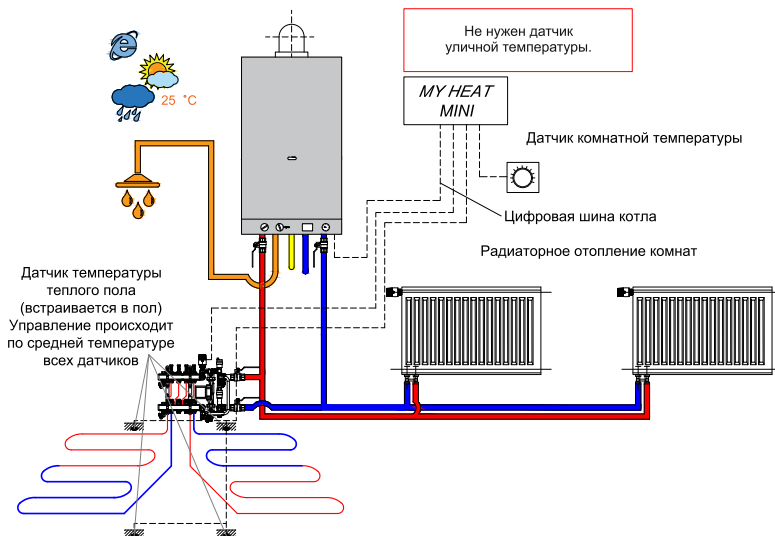 Не нужен датчик
уличной температуры.
MY HEAT
MINI
25 °C
Датчик комнатной температуры
Цифровая шина котла
Радиаторное отопление комнат
Датчик температуры
теплого пола
(встраивается в пол)
Управление происходит
по средней температуре
всех датчиков